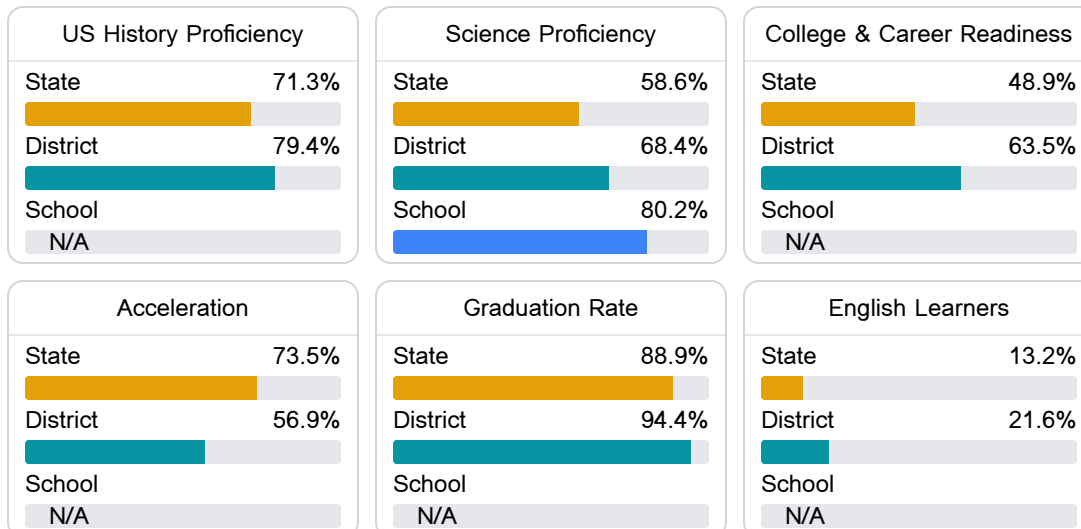 US History Proficiency
State 71.3%
District 79.4%
School
N/A
Science Proficiency
State 58.6%
District 68.4%
School 80.2%
College & Career Readiness
State 48.9%
District 63.5%
School
N/A
Acceleration
State 73.5%
District 56.9%
School
N/A
Graduation Rate
State 88.9%
District 94.4%
School
N/A
English Learners
State 13.2%
District 21.6%
School
N/A